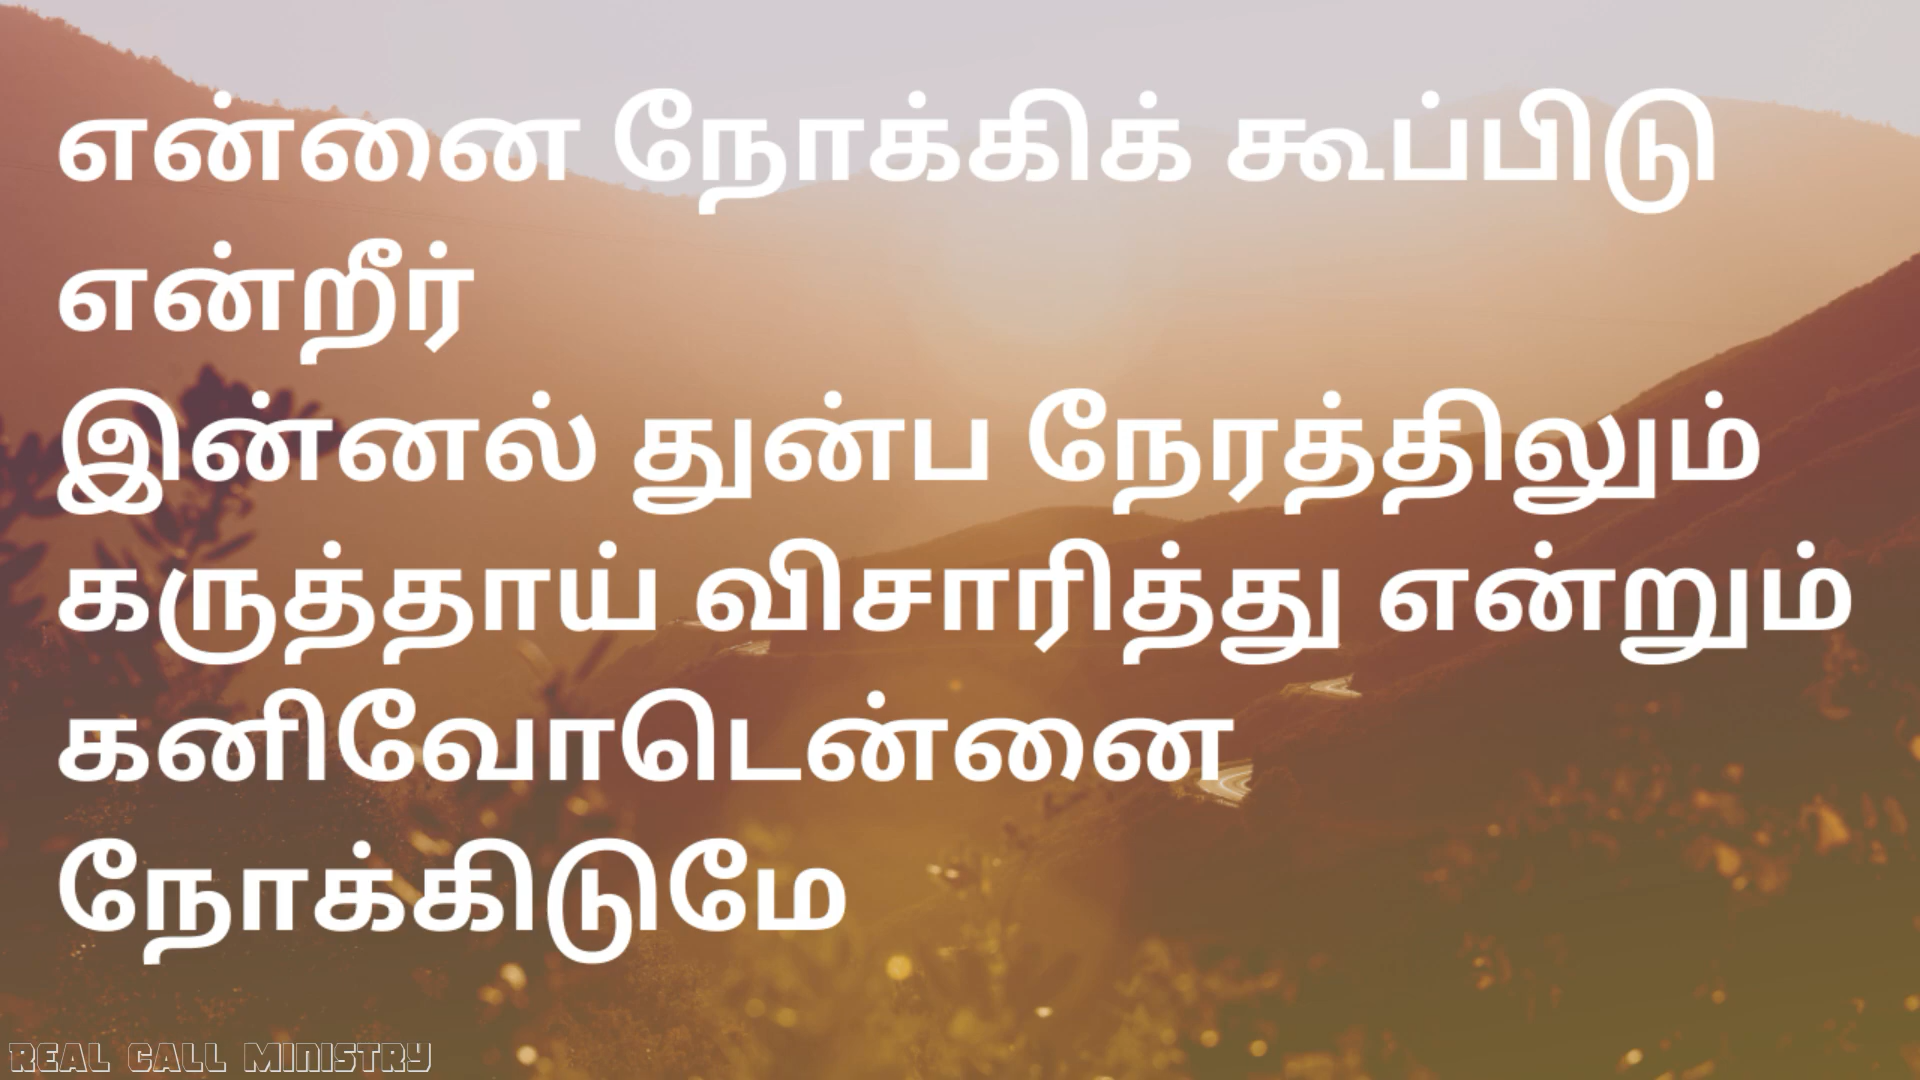 என்னை நோக்கிக் கூப்பிடு
என்றீர்
இன்னல் துன்ப நேரத்திலும்
கருத்தாய் விசாரித்து என்றும்
கனிவோடென்னை
நோக்கிடுமே
REAL CALL MINISTRY